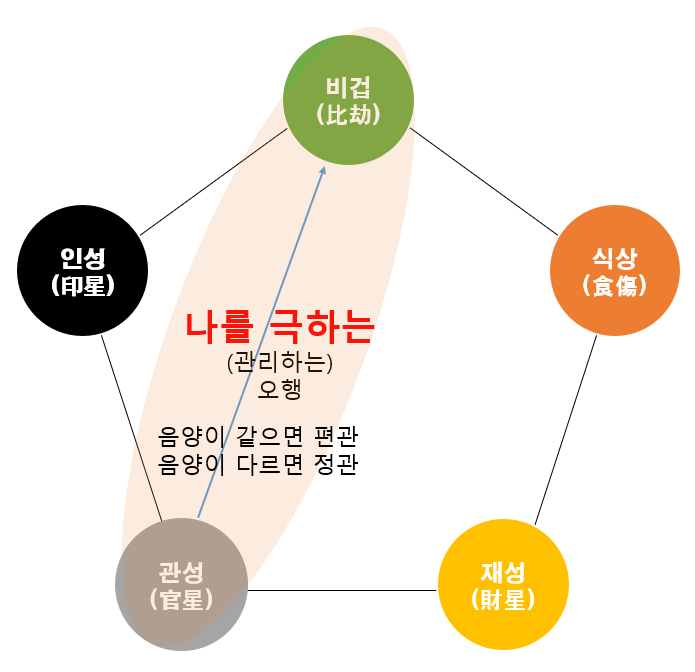 비겁
(比劫)
인성
(印星)
식상
(食傷)
나를 극하는
(관리하는)
오행
음양이 같으면 편관
음양이 다르면 정관
관성
(官星)
재성
(財星)